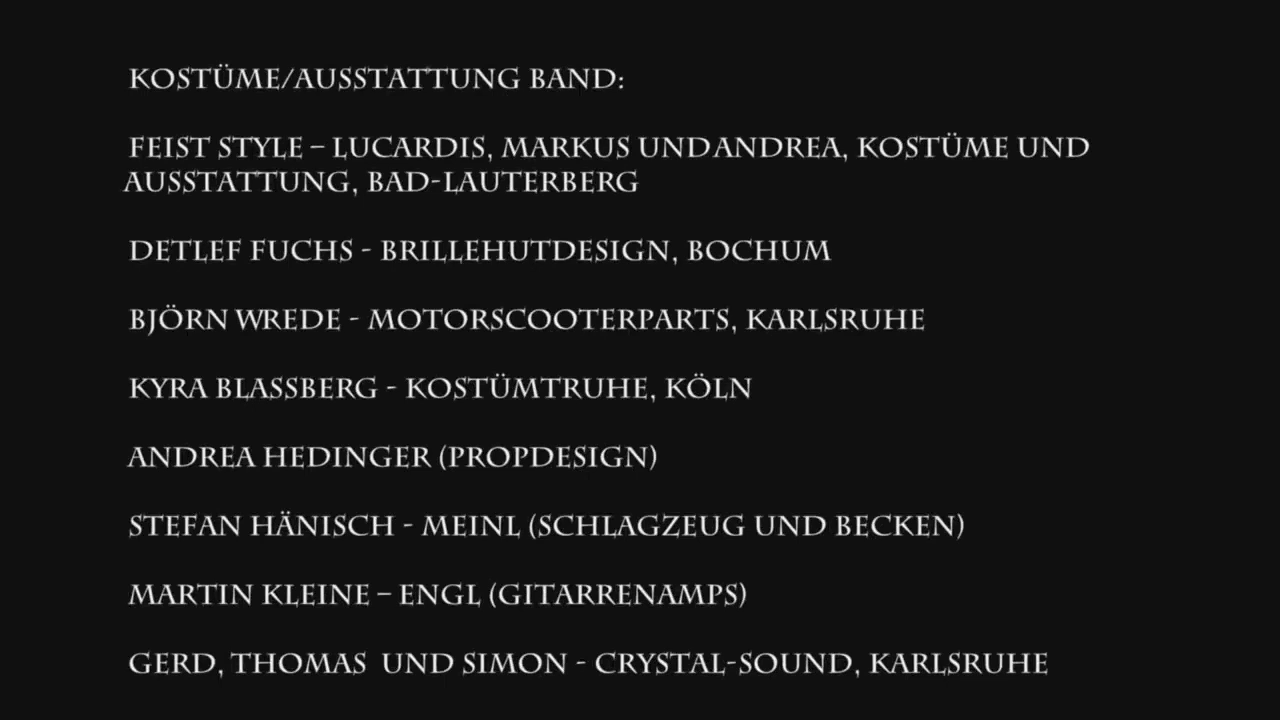 KOSTÜME/AUSSTATTUNG BAND:
FEIST STYLE – LUCARDIS, MARKUS UND ANDREA, KOSTÜME UND
AUSSTATTUNG, BAD-LAUTERBERG
DETLEF FUCHS - BRILLEHUTDESIGN, BOCHUM
BJÖRN WREDE - MOTORSCOOTERPARTS, KARLSRUHE
KYRA BLASSBERG - KOSTÜMTRUHE, KÖLN
ANDREA HEDINGER (PROPDESIGN)
STEFAN HÄNISCH - MEINL (SCHLAGZEUG UND BECKEN)
MARTIN KLEINE – ENGL (GITARRENAMPS)
GERD, THOMAS UND SIMON - CRYSTAL-SOUND, KARLSRUHE